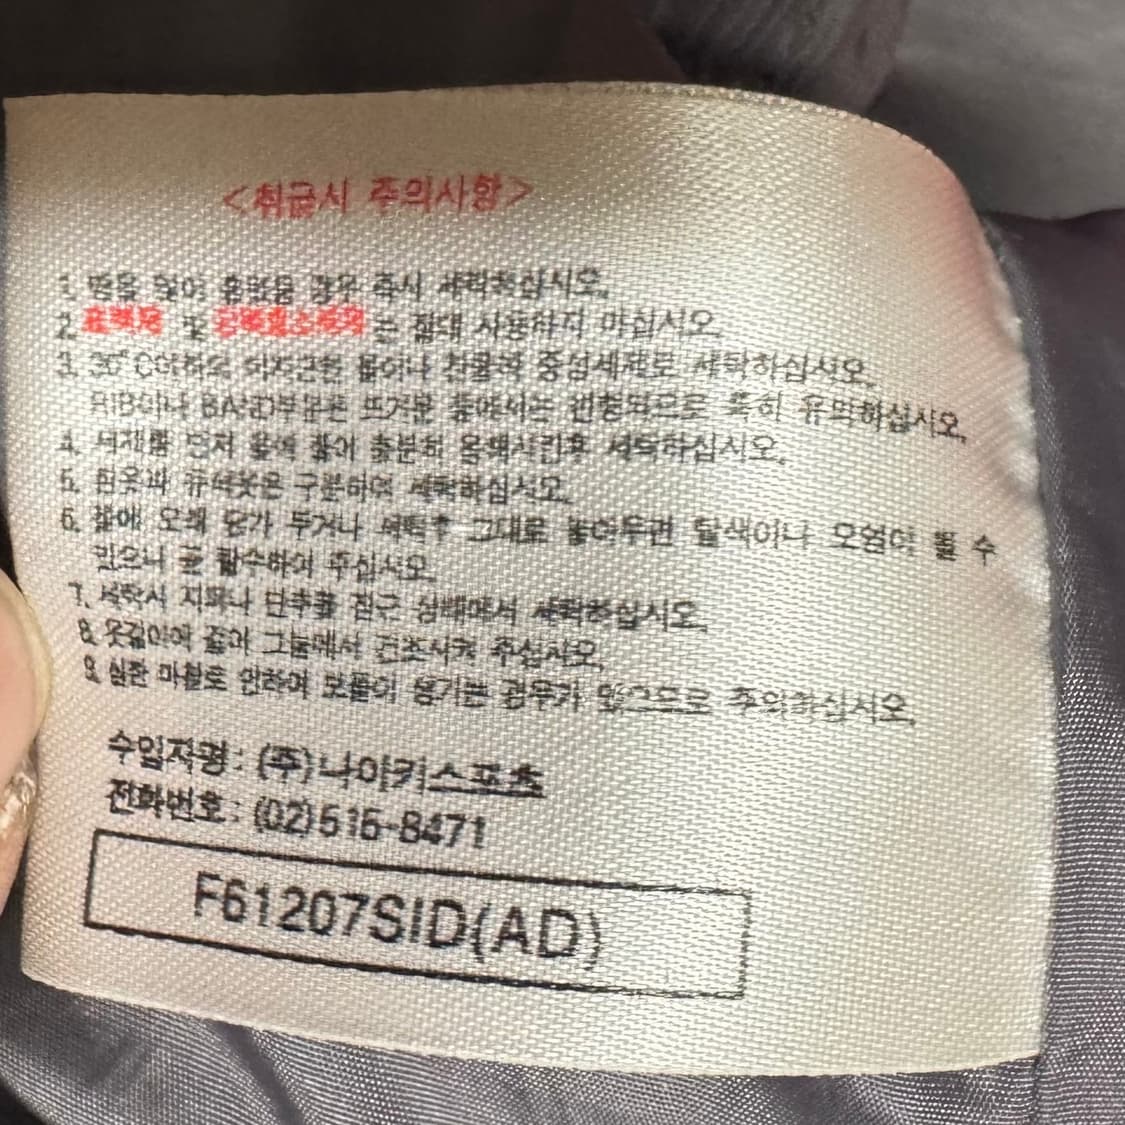 <취급시 주의사항>
1. 땀을 많이 흘렸을 경우 즉시 세탁하십시오.
2. 표백제 및 는 절대 사용하지 마십시오.
3. 30°C이하의 미지근한 물이나 찬물에 중성세제로 세탁하십시오.
RIB이나 BAND부분은 뜨거운 물에서는 변형되므로 특히 유의하십시오.
4. 세제를 먼저 물에 풀어 충분히 용해시킨후 세탁하십시오.
5. 흰옷과 유색옷은 구분하여 세탁하십시오.
6. 물에 오래 담가 두거나 세탁후 그대로 놓아두면 탈색이나 오염이 될 수
있으니 곧 탈수하여 주십시오.
7. 세탁시 지퍼나 단추를 잠근 상태에서 세탁하십시오.
8. 옷걸이에 걸어 그늘에서 건조시켜 주십시오.
9. 심한 마찰로 인하여 보풀이 생기는 경우가 있으므로 주의하십시오.
수입자명 : (주)나이키스포츠
전화번호 : (02)515-8471
F61207SID(AD)